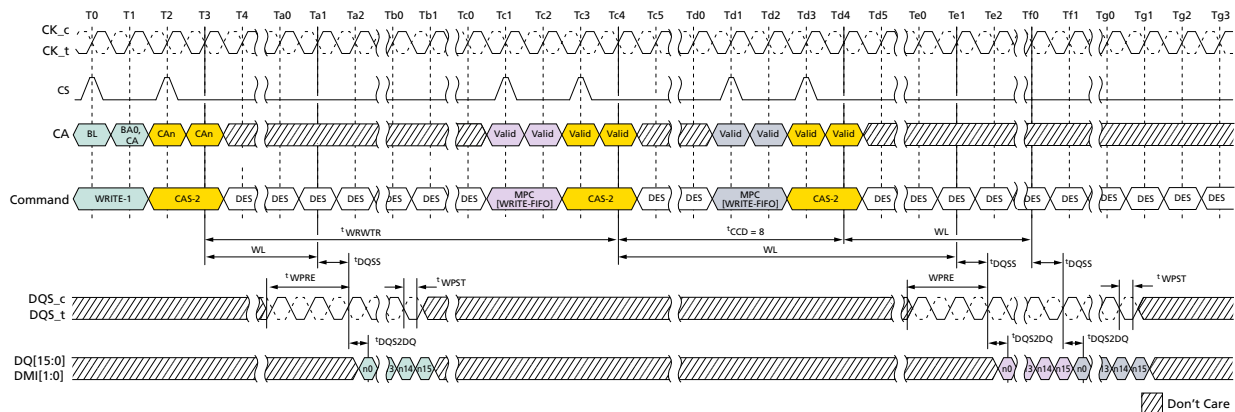 T0 T1 T2 T3 T4 Ta0 Ta1 Ta2 Tb0 Tb1 Tc0 Tc1 Tc2 Tc3 Tc4 Tc5 Td0 Td1 Td2 Td3 Td4 Td5 Te0 Te1 Te2 Tf0 Tf1 Tg0 Tg1 Tg2 Tg3
CK_c
CK_t
CS
CA BL BA0, CA CAn CAn Valid Valid Valid Valid Valid Valid Valid Valid
Command WRITE-1 CAS-2 DES DES DES DES DES DES DES MPC [WRITE-FIFO] CAS-2 DES DES MPC [WRITE-FIFO] CAS-2 DES DES DES DES DES DES DES DES DES DES
tWRWTR tCCD = 8 WL
WL WL
tDQSS tDQSS tDQSS
tWPRE tWPST WPRE tWPST
DQS_c
DQS_t
tDQS2DQ tDQS2DQ tDQS2DQ
DQ[15:0]
DMI[1:0]
n0 13 n14 n15 n0 13 n14 n15 n0 13 n14 n15
Don't Care